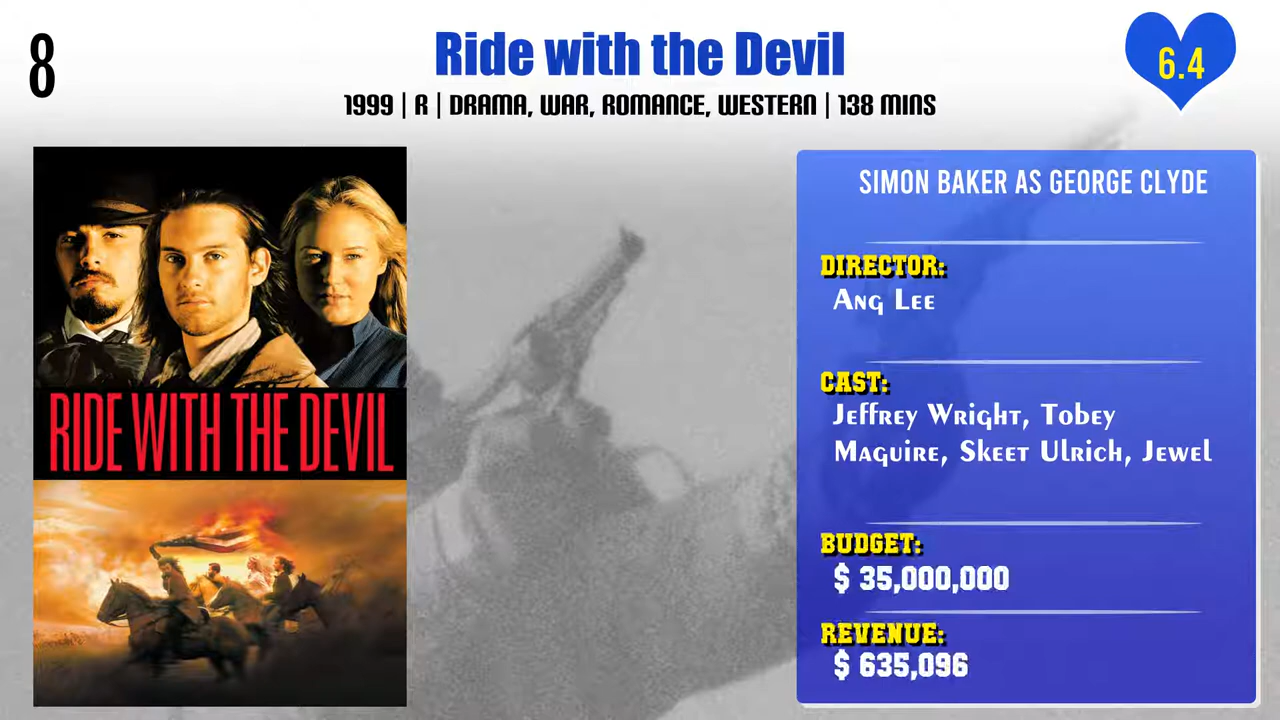 8
Ride with the Devil
6.4
1999 | R | DRAMA, WAR, ROMANCE, WESTERN | 138 MINS
RIDE WITH THE DEVIL
SIMON BAKER AS GEORGE CLYDE
DIRECTOR:
Ang Lee
CAST:
Jeffrey Wright, Tobey
Maguire, Skeet Ulrich, Jewel
BUDGET:
$ 35,000,000
REVENUE:
$ 635,096